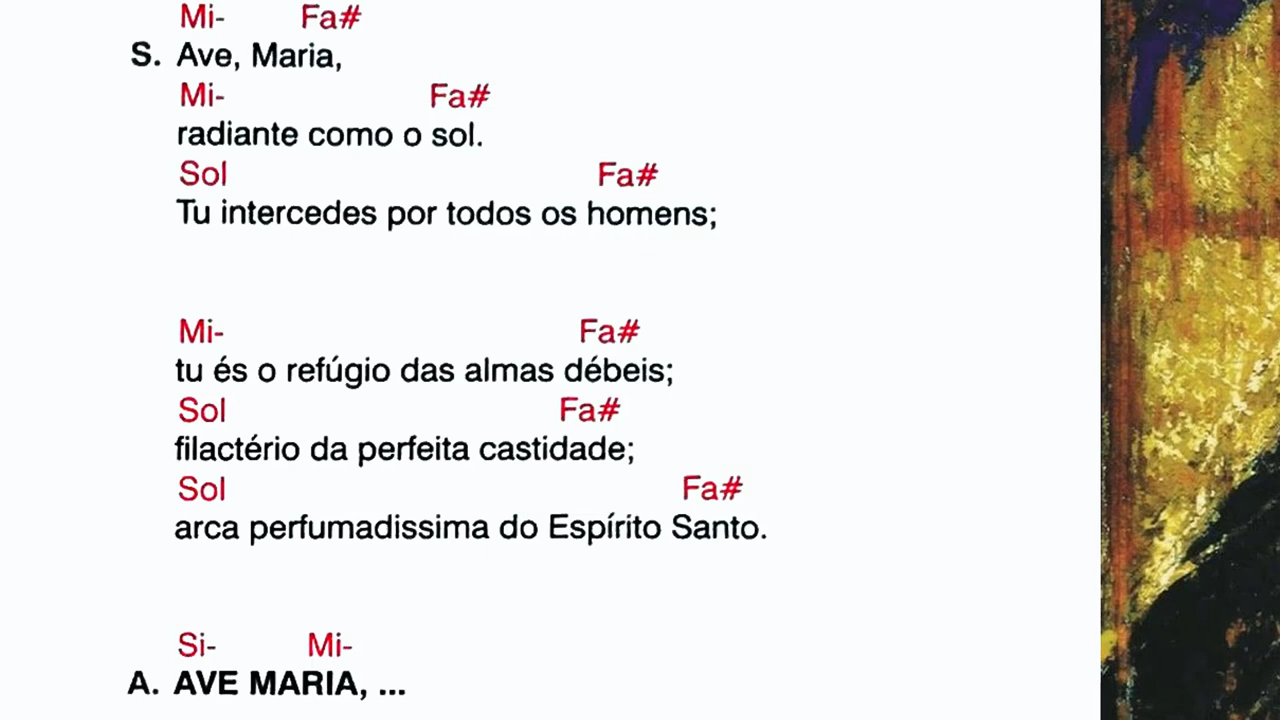 Mi- Fa#
S. Ave, Maria,
Mi- Fa#
radiante como o sol.
Sol Fa#
Tu intercedes por todos os homens;
Mi- Fa#
tu és o refúgio das almas débeis;
Sol Fa#
filactério da perfeita castidade;
Sol Fa#
arca perfumadissima do Espírito Santo.
Si- Mi-
A. AVE MARIA, ...